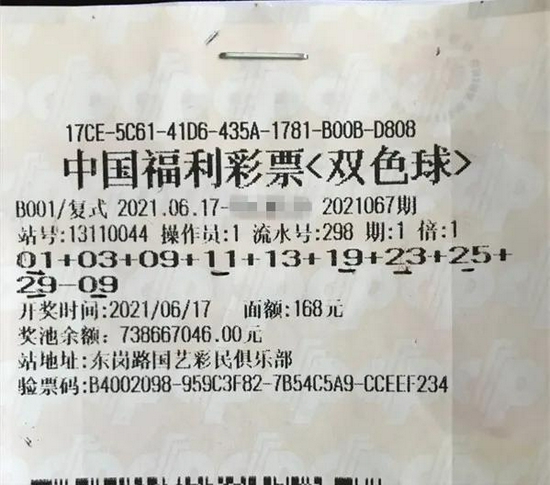 17CE-5C61-41D6-435A-1781-B00B-D808
中国福利彩票<双色球>
B001/复式 2021.06.17- 2021067期
站号:13110044 操作员:1 流水号:298 期:1 倍:1
01+03+09+11+13+19+23+25+
29-09
开奖时间:2021/06/17 面额:168元
奖池余额: 738667046.00元
站地址: 东岗路国艺彩民俱乐部
验票码:B4002098-959C3F82-7B54C5A9-CCEEF234